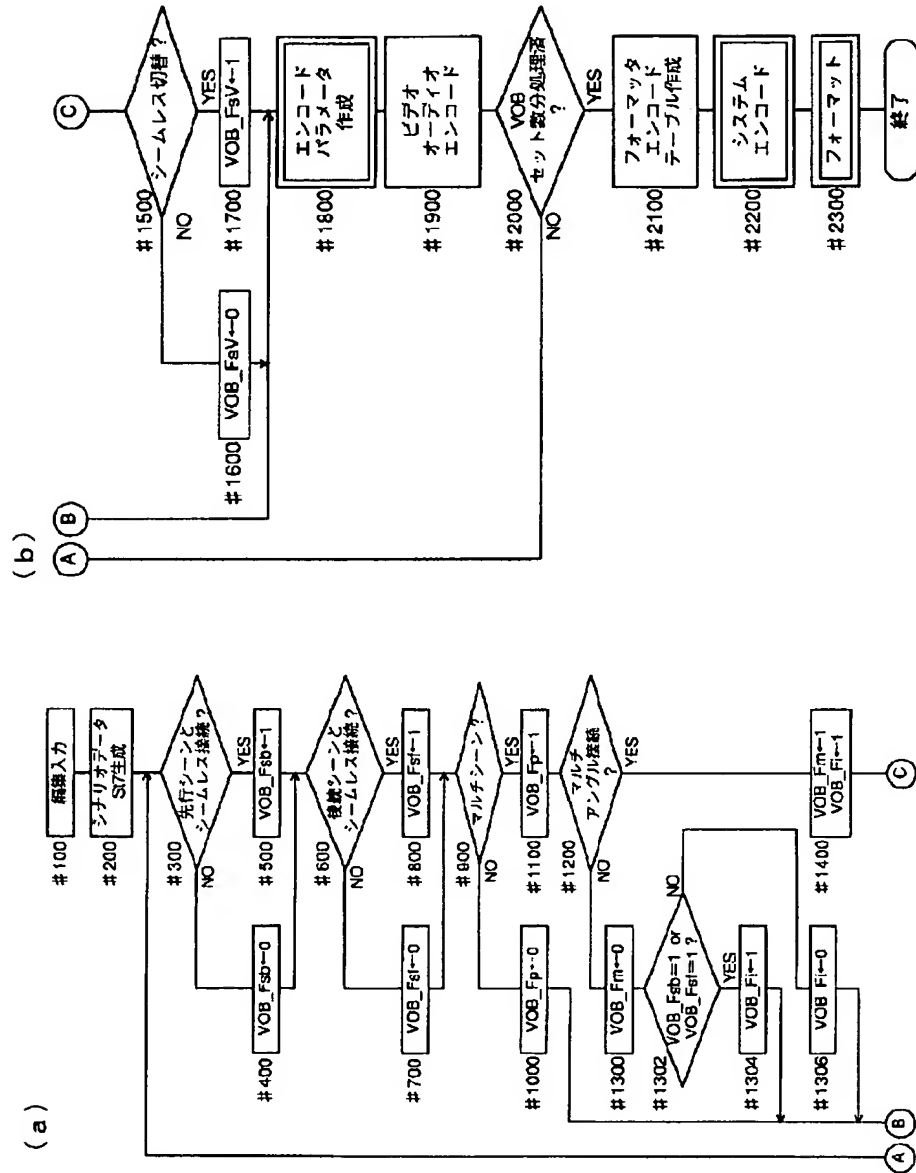 (a)
#100
編集入力
#200
シナリオデータ
St7生成
#300
先行シーンと
シームレス接続?
NO
YES
#400
VOB_Fsb←0
#500
VOB_Fsb←1
#600
後続シーンと
シームレス接続?
NO
YES
#700
VOB_Fsf←0
#800
VOB_Fsf←1
#900
マルチシーン?
NO
YES
#1000
VOB_Fp←0
#1100
VOB_Fp←1
#1200
マルチ
アングル接続
?
NO
YES
#1300
VOB_Fm←0
#1302
VOB_Fsb=1 or
VOB_Fsf=1 ?
NO
YES
#1304
VOB_Fi←1
#1306
VOB_Fi←0
#1400
VOB_Fm←1
VOB_Fi←1
A
B
C
(b)
A
B
C
#1500
シームレス切替?
NO
YES
#1600
VOB_FsV←0
#1700
VOB_FsV←1
#1800
エンコード
パラメータ
作成
#1900
ビデオ
オーディオ
エンコード
#2000
VOB
セット数分処理済
?
NO
YES
#2100
フォーマッタ
エンコード
テーブル作成
#2200
システム
エンコード
#2300
フォーマット
終了